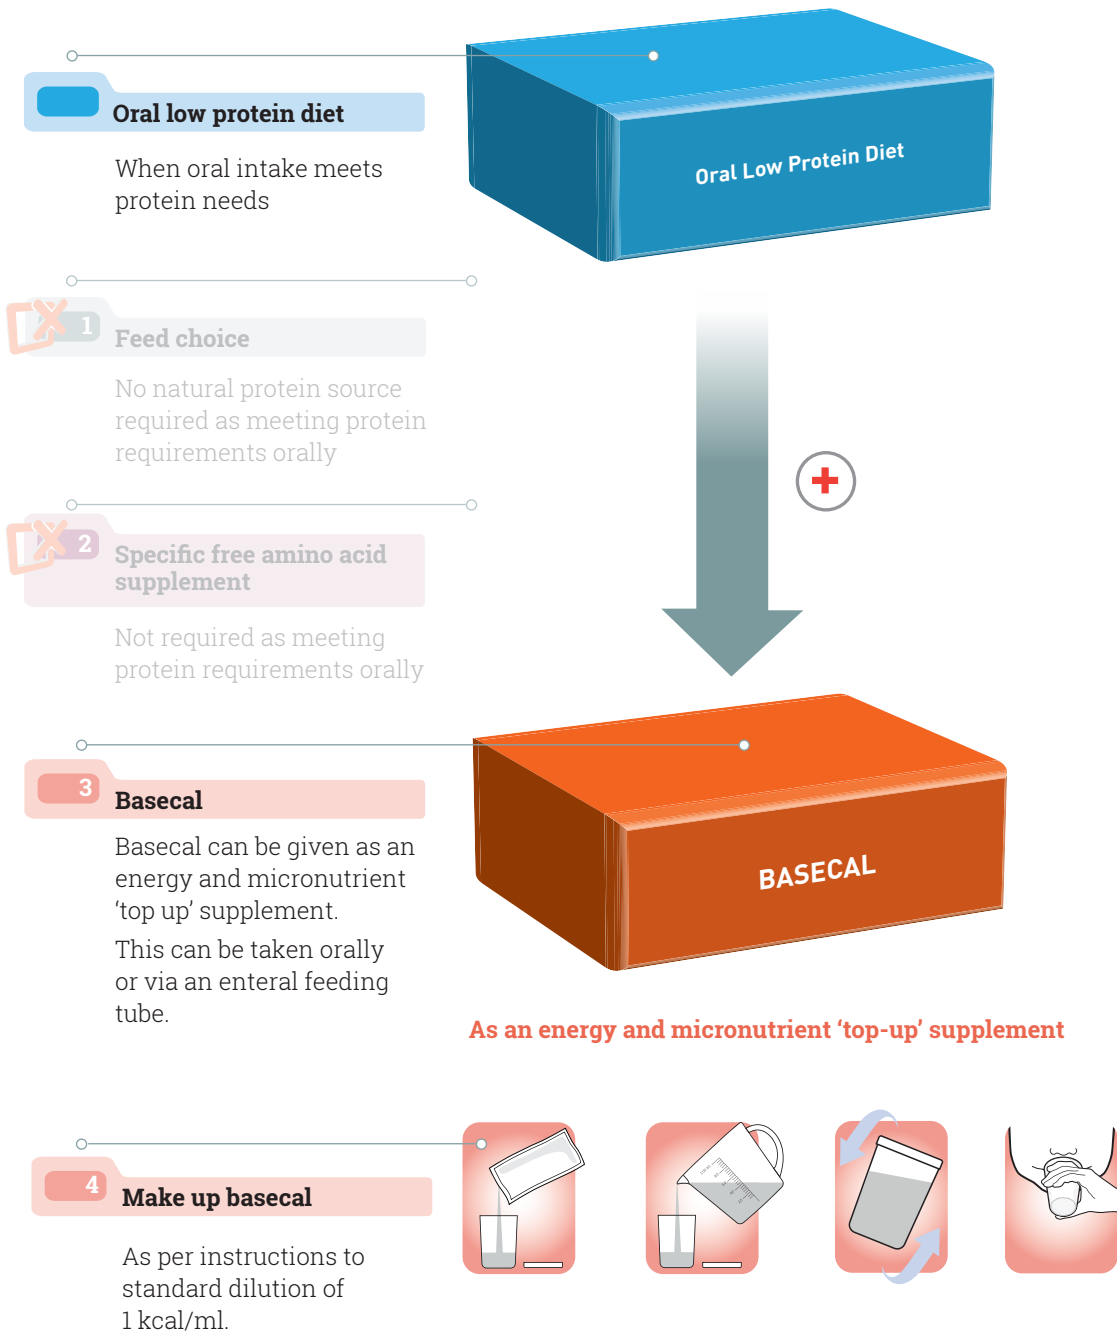 Oral low protein diet
When oral intake meets
protein needs
Oral Low Protein Diet
1
Feed choice
No natural protein source
required as meeting protein
requirements orally
2
Specific free amino acid
supplement
Not required as meeting
protein requirements orally
3
Basecal
Basecal can be given as an
energy and micronutrient
‘top up’ supplement.
This can be taken orally
or via an enteral feeding
tube.
BASECAL
As an energy and micronutrient ‘top-up’ supplement
4
Make up basecal
As per instructions to
standard dilution of
1 kcal/ml.